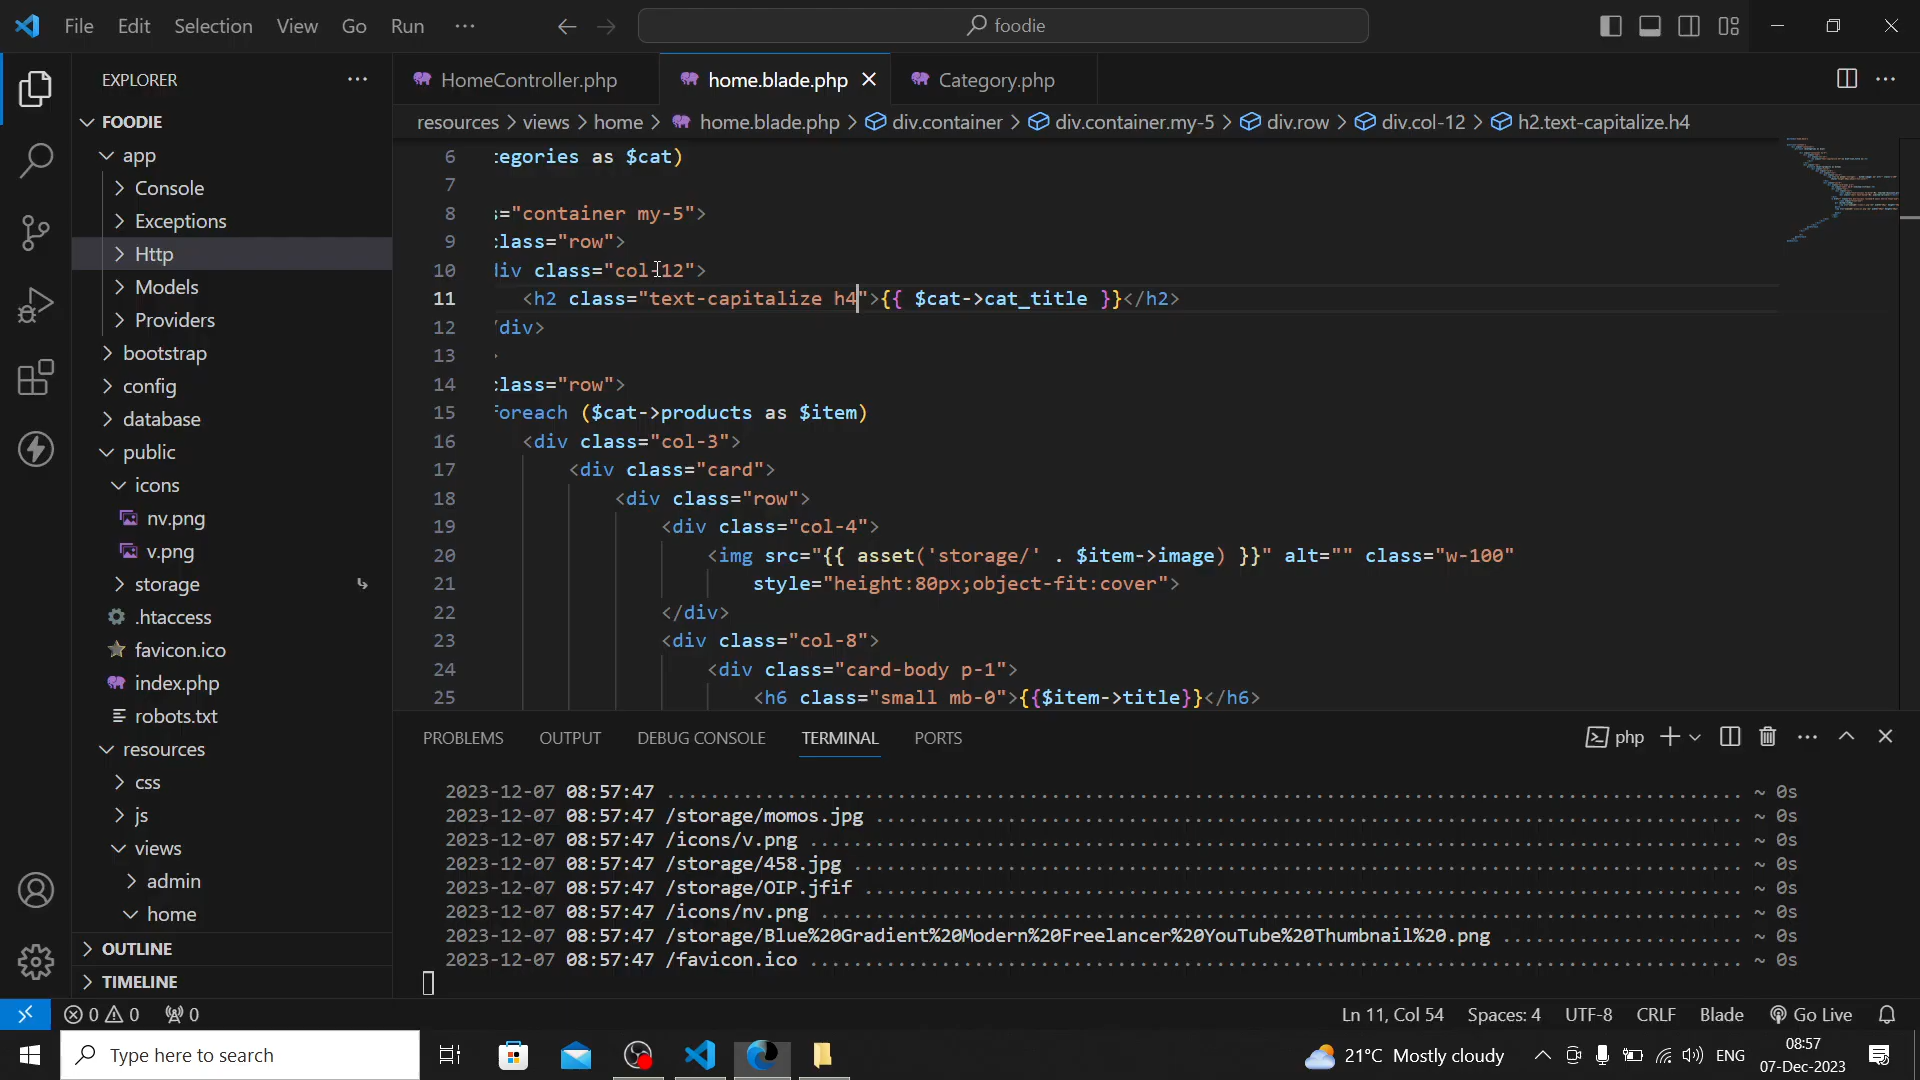 File Edit Selection View Go Run ···
foodie
EXPLORER ···
HomeController.php home.blade.php Category.php
resources > views > home > home.blade.php > div.container > div.container.my-5 > div.row > div.col-12 > h2.text-capitalize.h4
FOODIE
app
Console
Exceptions
Http
Models
Providers
bootstrap
config
database
public
icons
nv.png
v.png
storage
.htaccess
favicon.ico
index.php
robots.txt
resources
css
js
views
admin
home
OUTLINE
TIMELINE
6 tegories as $cat)
7
8 s="container my-5">
9 class="row">
10 div class="col-12">
11 <h2 class="text-capitalize h4">{{ $cat->cat_title }}</h2>
12 /div>
13 >
14 class="row">
15 foreach ($cat->products as $item)
16 <div class="col-3">
17 <div class="card">
18 <div class="row">
19 <div class="col-4">
20 <img src="{{ asset('storage/' . $item->image) }}" alt="" class="w-100"
21 style="height:80px;object-fit:cover">
22 </div>
23 <div class="col-8">
24 <div class="card-body p-1">
25 <h6 class="small mb-0">{{$item->title}}</h6>
PROBLEMS OUTPUT DEBUG CONSOLE TERMINAL PORTS php
2023-12-07 08:57:47 ........ ~ 0s
2023-12-07 08:57:47 /storage/momos.jpg ........ ~ 0s
2023-12-07 08:57:47 /icons/v.png ........ ~ 0s
2023-12-07 08:57:47 /storage/458.jpg ........ ~ 0s
2023-12-07 08:57:47 /storage/OIP.jfif ........ ~ 0s
2023-12-07 08:57:47 /icons/nv.png ........ ~ 0s
2023-12-07 08:57:47 /storage/Blue%20Gradient%20Modern%20Freelancer%20YouTube%20Thumbnail%20.png ........ ~ 0s
2023-12-07 08:57:47 /favicon.ico ........ ~ 0s
0 0 0 Ln 11, Col 54 Spaces: 4 UTF-8 CRLF Blade Go Live
Type here to search 21°C Mostly cloudy ENG 08:57
07-Dec-2023